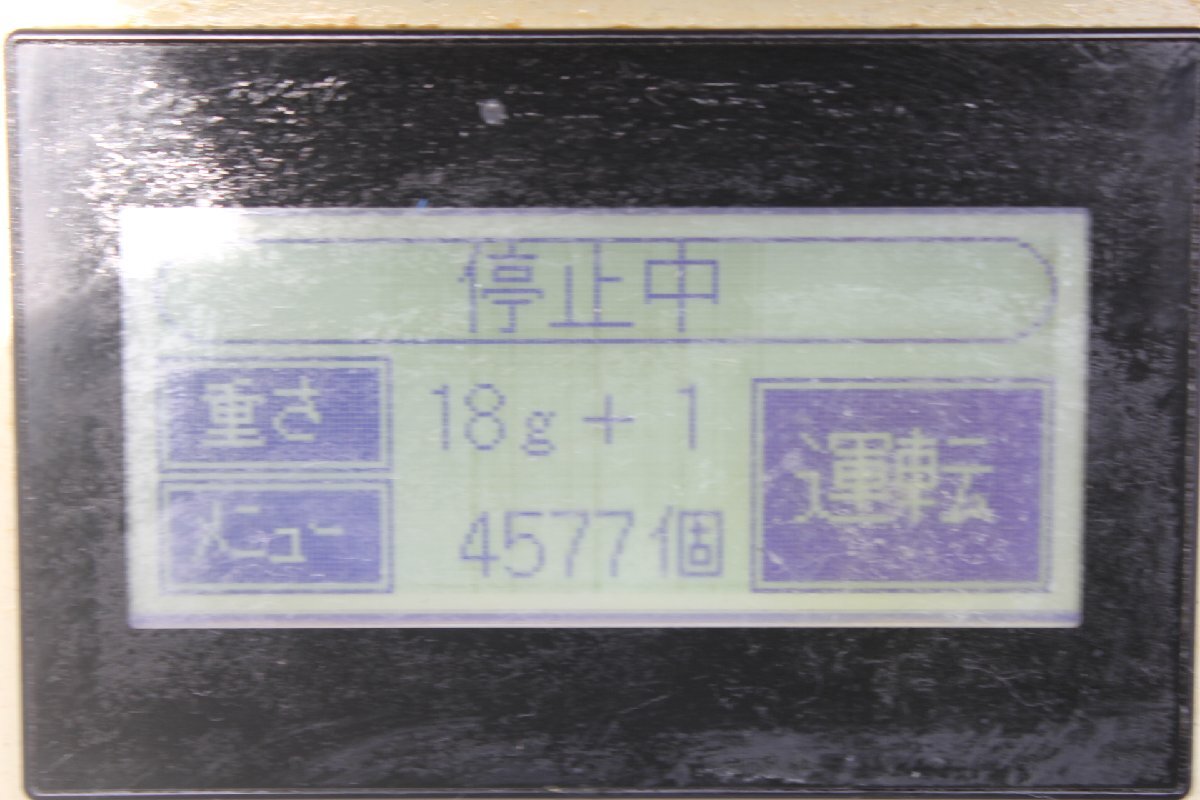 停止中
重さ 18g + 1
メニュー 4577個
運転